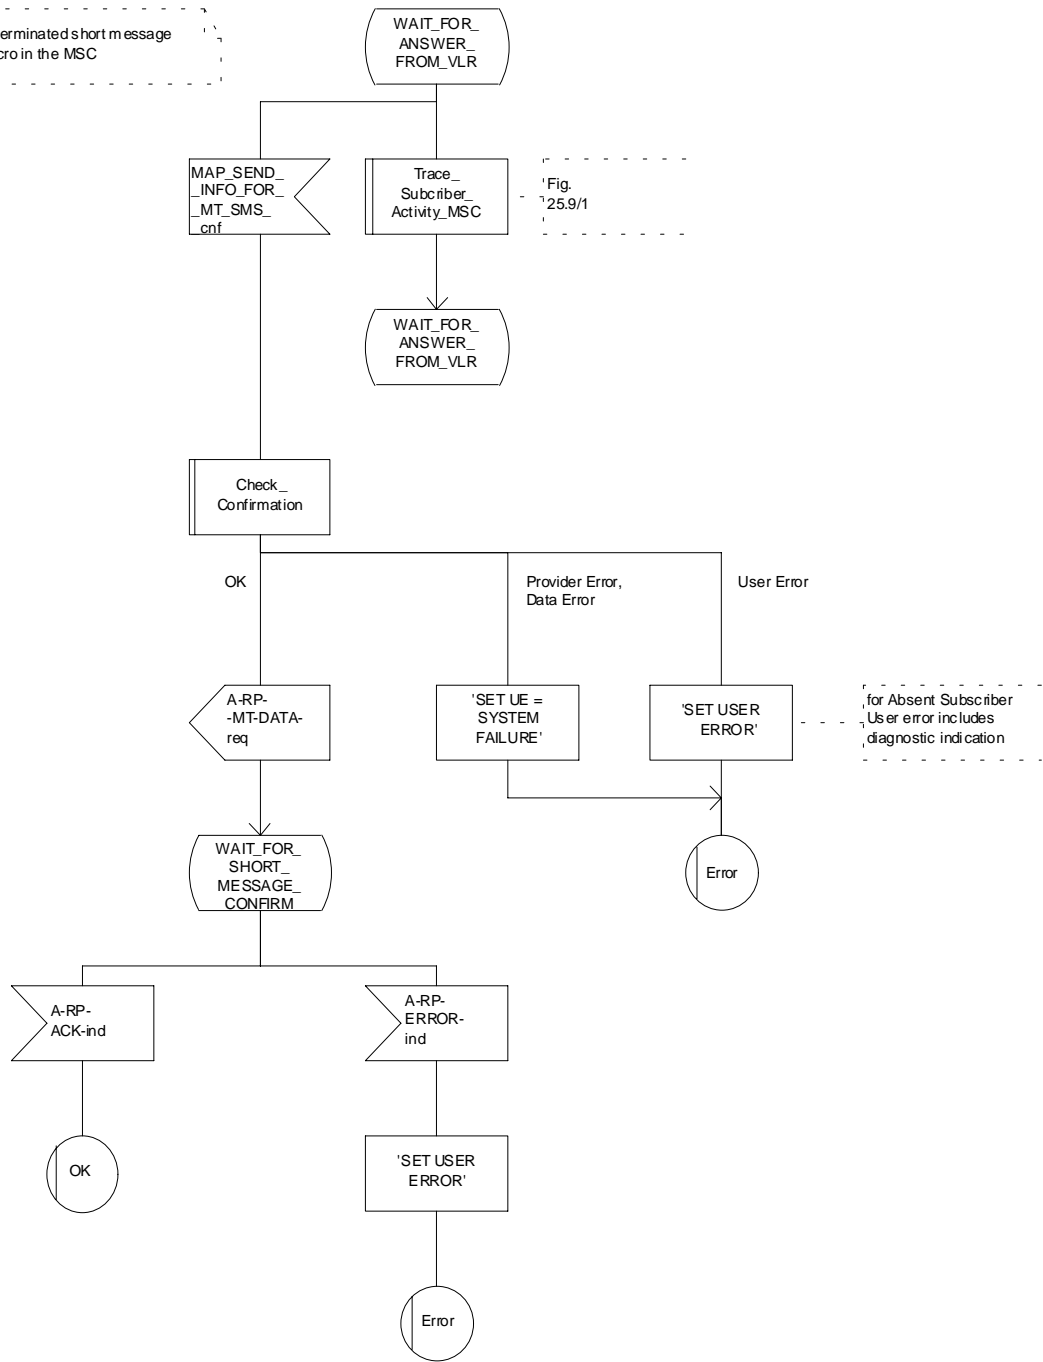 erminated short message
cro in the MSC
WAIT_FOR_
ANSWER_
FROM_VLR
MAP_SEND_
_INFO_FOR_
_MT_SMS_
_cnf
Trace_
Subcriber_
Activity_MSC
Fig.
25.9/1
WAIT_FOR_
ANSWER_
FROM_VLR
Check_
Confirmation
OK
Provider Error,
Data Error
User Error
A-RP-
-MT-DATA-
req
'SET UE =
SYSTEM
FAILURE'
'SET USER
ERROR'
for Absent Subscriber
User error includes
diagnostic indication
WAIT_FOR_
SHORT_
MESSAGE_
CONFIRM
Error
A-RP-
ACK-ind
A-RP-
ERROR-
ind
OK
'SET USER
ERROR'
Error